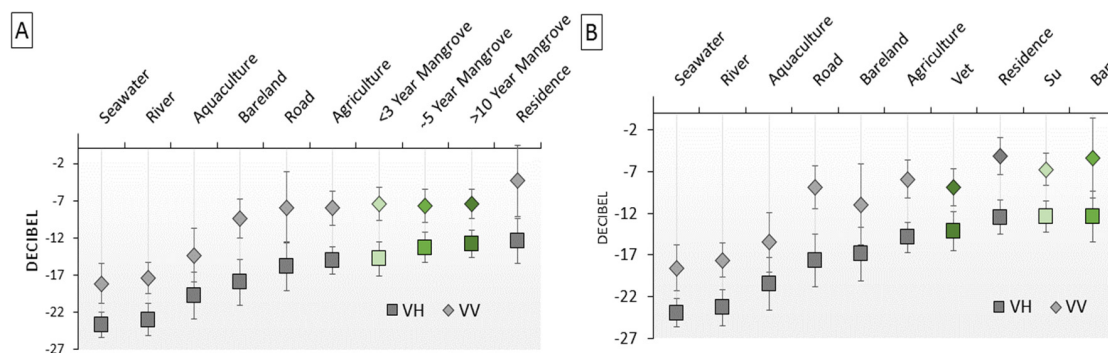 A
Seawater
River
Aquaculture
Bareland
Road
Agriculture
<3 Year Mangrove
-5 Year Mangrove
>10 Year Mangrove
Residence
-2
-7
-12
-17
-22
-27
DECIBEL
VH
VV
B
Seawater
River
Aquaculture
Road
Bareland
Agriculture
Vet
Residence
Su
Ban
-2
-7
-12
-17
-22
-27
DECIBEL
VH
VV